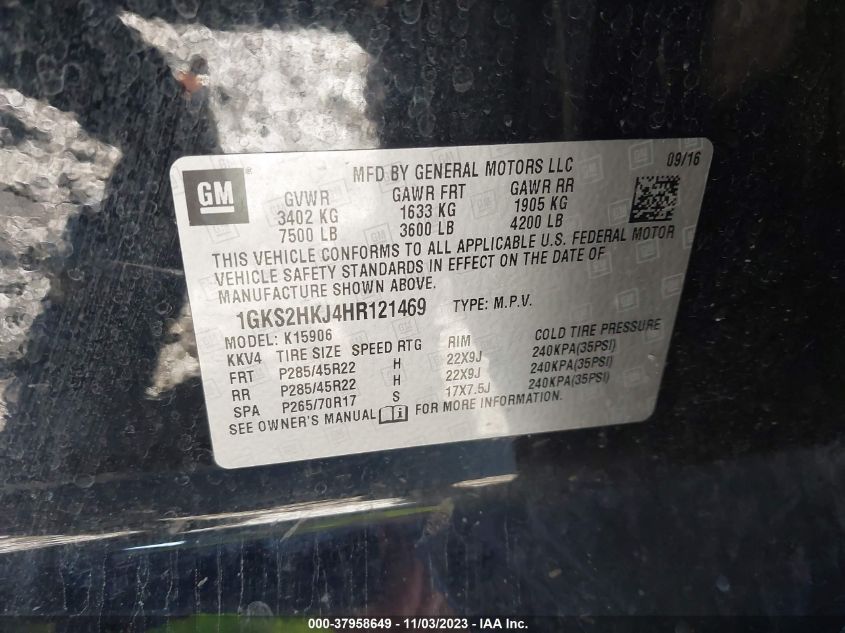 MFD BY GENERAL MOTORS LLC 09/16
GM
GVWR GAWR FRT GAWR RR
3402 KG 1633 KG 1905 KG
7500 LB 3600 LB 4200 LB
THIS VEHICLE CONFORMS TO ALL APPLICABLE U.S. FEDERAL MOTOR
VEHICLE SAFETY STANDARDS IN EFFECT ON THE DATE OF
MANUFACTURE SHOWN ABOVE.
1GKS2HKJ4HR121469 TYPE: M.P.V.
MODEL: K15906
KKV4 TIRE SIZE SPEED RTG RIM COLD TIRE PRESSURE
FRT P285/45R22 H 22X9J 240KPA(35PSI)
RR P285/45R22 H 22X9J 240KPA(35PSI)
SPA P265/70R17 S 17X7.5J 240KPA(35PSI)
SEE OWNER'S MANUAL i FOR MORE INFORMATION.
000-37958649 - 11/03/2023 - IAA Inc.